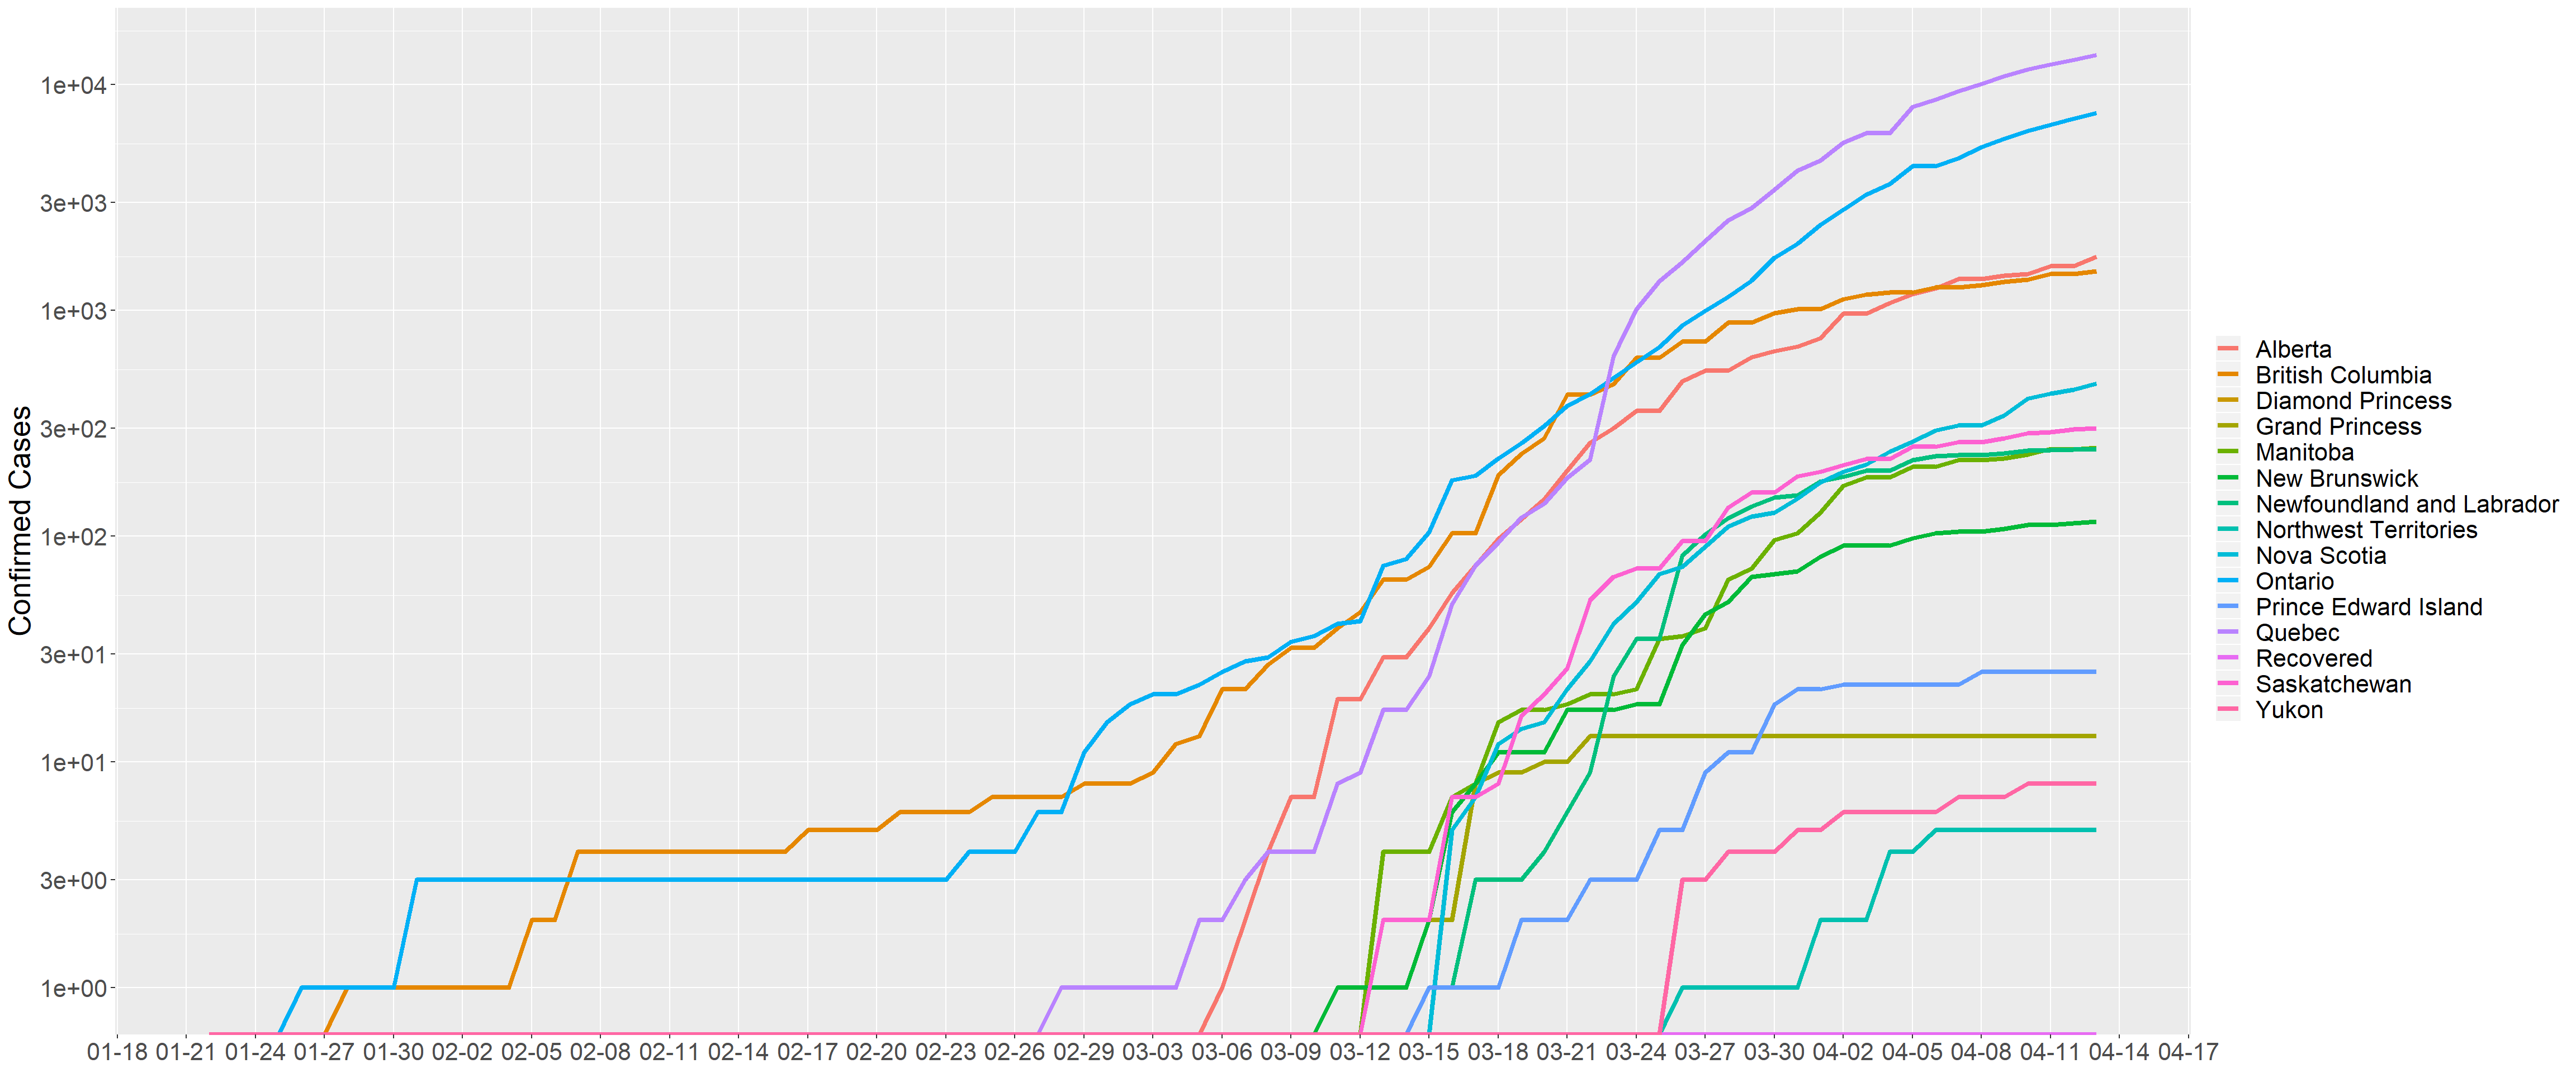 Confirmed Cases
1e+04
3e+03
1e+03
3e+02
1e+02
3e+01
1e+01
3e+00
1e+00
01-18 01-21 01-24 01-27 01-30 02-02 02-05 02-08 02-11 02-14 02-17 02-20 02-23 02-26 02-29 03-03 03-06 03-09 03-12 03-15 03-18 03-21 03-24 03-27 03-30 04-02 04-05 04-08 04-11 04-14 04-17
Alberta
British Columbia
Diamond Princess
Grand Princess
Manitoba
New Brunswick
Newfoundland and Labrador
Northwest Territories
Nova Scotia
Ontario
Prince Edward Island
Quebec
Recovered
Saskatchewan
Yukon